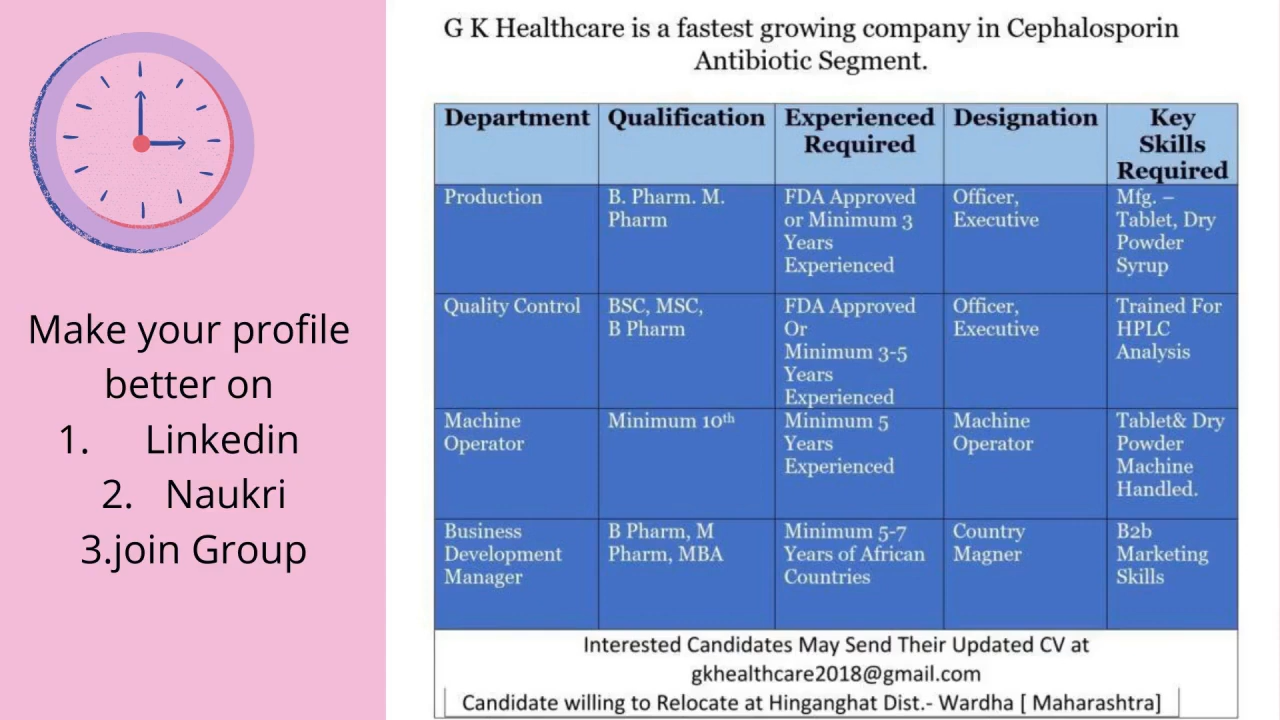 Make your profile
better on
1. Linkedin
2. Naukri
3.join Group
G K Healthcare is a fastest growing company in Cephalosporin
Antibiotic Segment.
Department
Qualification
Experienced
Required
Designation
Key
Skills
Required
Production
B. Pharm. M.
Pharm
FDA Approved
or Minimum 3
Years
Experienced
Officer,
Executive
Mfg. –
Tablet, Dry
Powder
Syrup
Quality Control
BSC, MSC,
B Pharm
FDA Approved
Or
Minimum 3-5
Years
Experienced
Officer,
Executive
Trained For
HPLC
Analysis
Machine
Operator
Minimum 10th
Minimum 5
Years
Experienced
Machine
Operator
Tablet& Dry
Powder
Machine
Handled.
Business
Development
Manager
B Pharm, M
Pharm, MBA
Minimum 5-7
Years of African
Countries
Country
Magner
B2b
Marketing
Skills
Interested Candidates May Send Their Updated CV at
gkhealthcare2018@gmail.com
Candidate willing to Relocate at Hinganghat Dist.- Wardha [ Maharashtra]